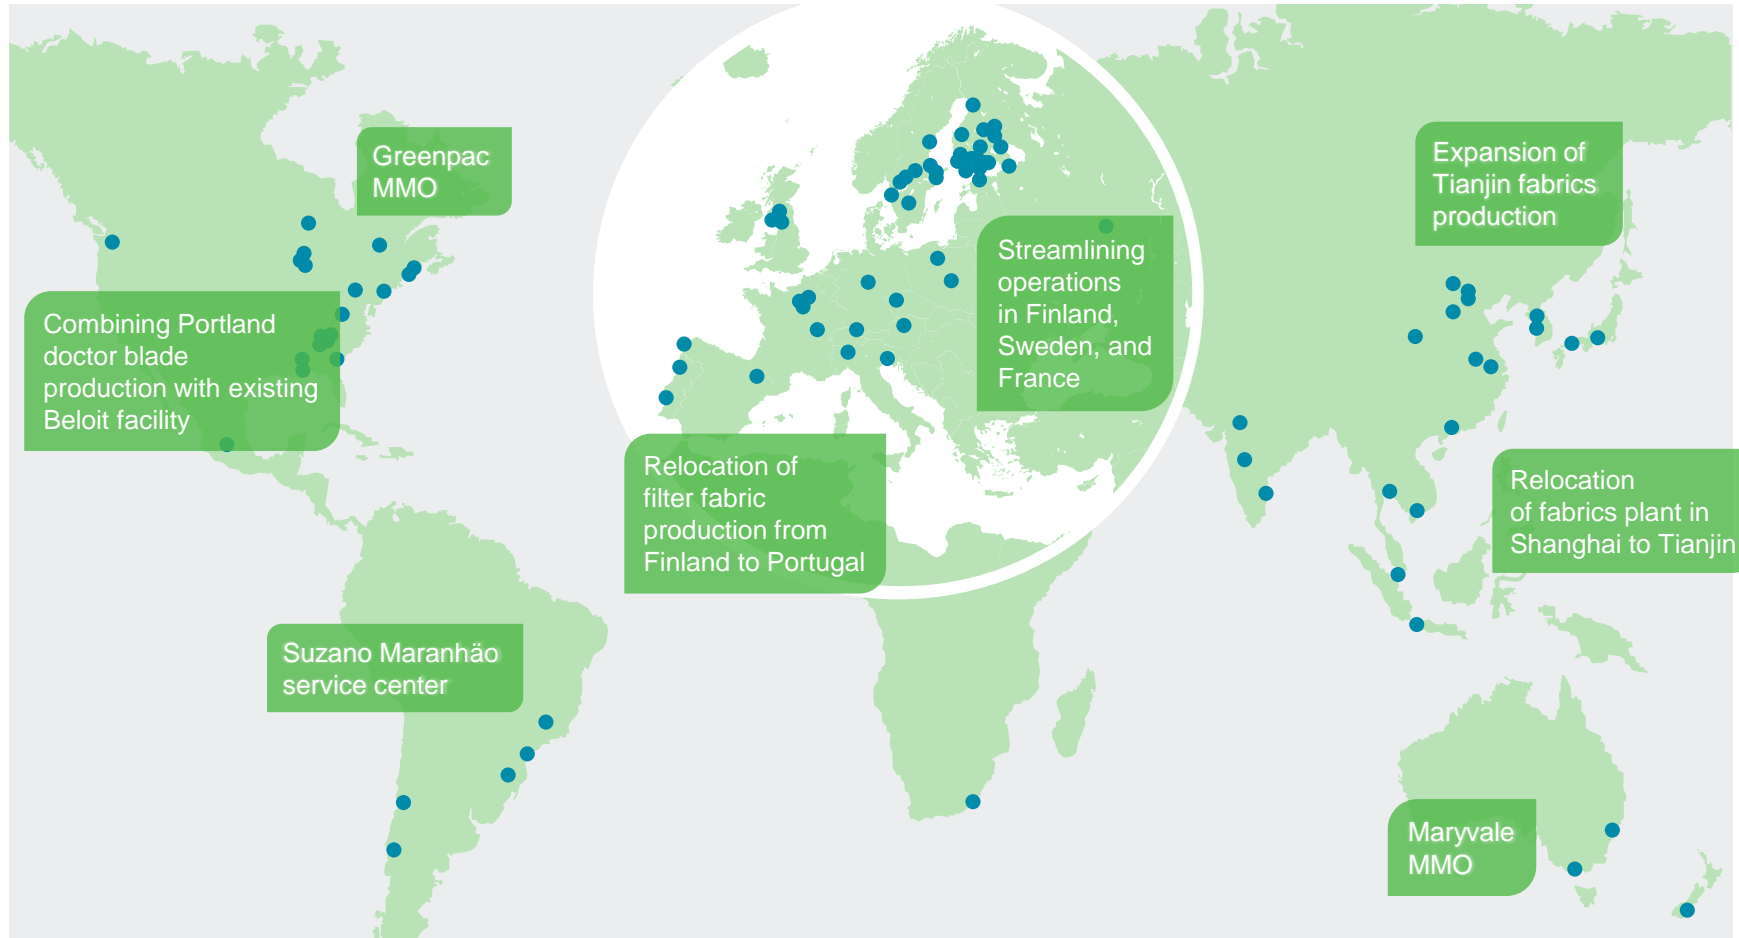 Greenpac
MMO
Combining Portland
doctor blade
production with existing
Beloit facility
Suzano Maranhäo
service center
Relocation of
filter fabric
production from
Finland to Portugal
Streamlining
operations
in Finland,
Sweden, and
France
Expansion of
Tianjin fabrics
production
Relocation
of fabrics plant in
Shanghai to Tianjin
Maryvale
MMO